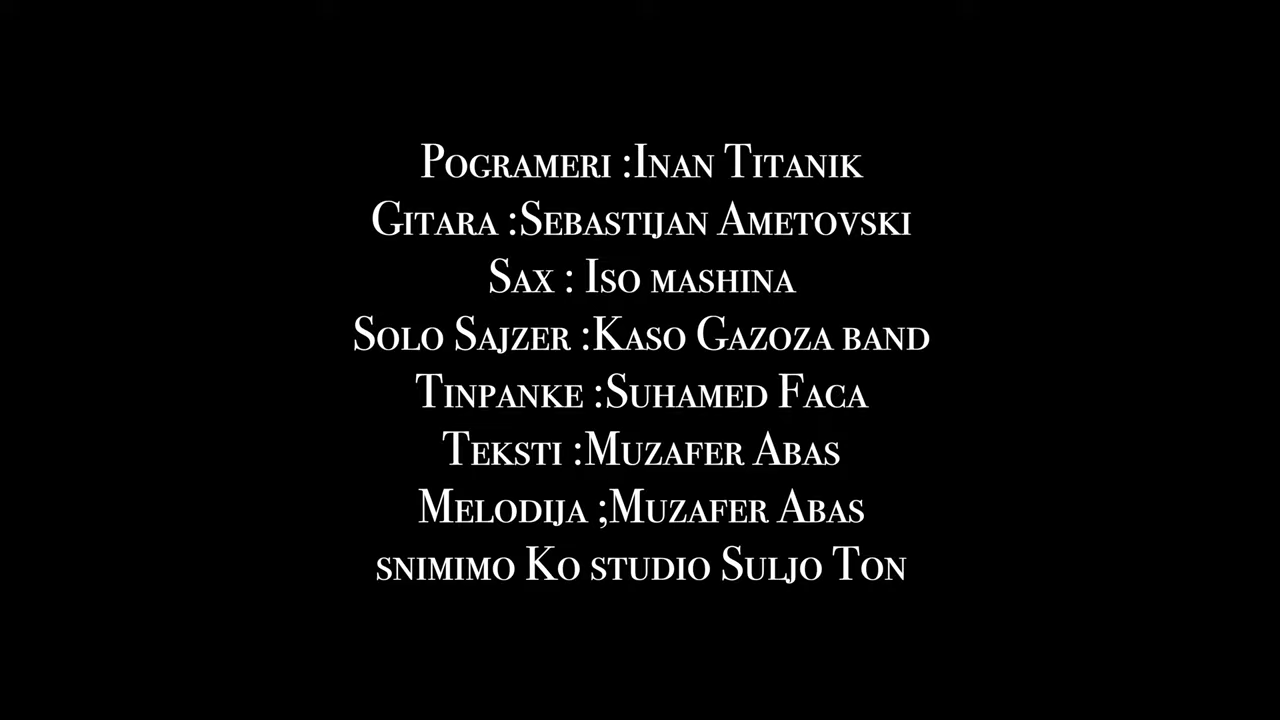 Pogrameri :Inan Titanik
Gitara :Sebastijan Ametovski
Sax : Iso mashina
Solo Sajzer :Kaso Gazoza band
Tinpanke :Suhamed Faca
Teksti :Muzafer Abas
Melodija ;Muzafer Abas
snimimo Ko studio Suljo Ton